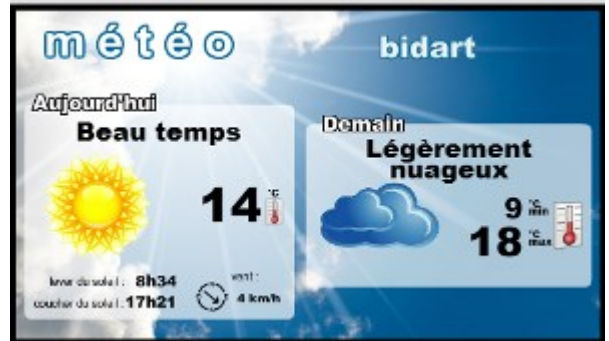 météo
bidart
Aujourd'hui
Beau temps
14 °C
lever du soleil : 8h34
coucher du soleil : 17h21
vent :
4 km/h
Demain
Légèrement
nuageux
9 °C min
18 °C max